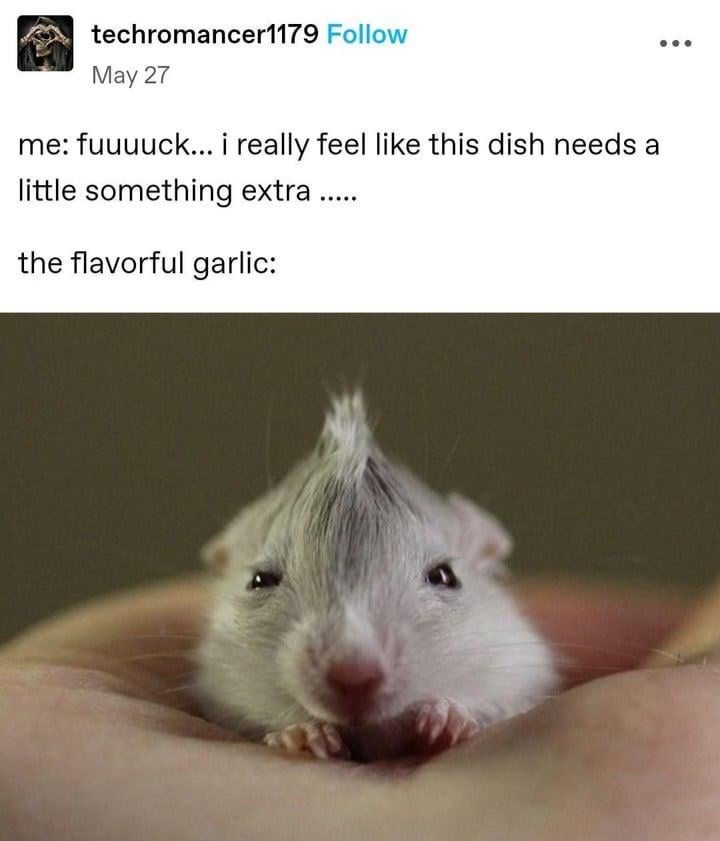 techromancer1179 Follow
May 27
me: fuuuuck... i really feel like this dish needs a
little something extra .....
the flavorful garlic: